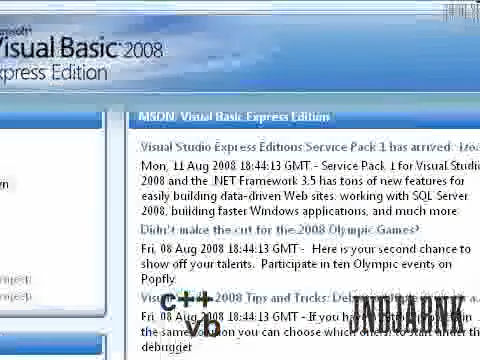 Visual Basic 2008
Express Edition
MSDN: Visual Basic Express Edition
Visual Studio Express Editions Service Pack 1 has arrived
Mon, 11 Aug 2008 18:44:13 GMT - Service Pack 1 for Visual Studio
2008 and the .NET Framework 3.5 has tons of new features for
easily building data-driven Web sites, working with SQL Server
2008, building faster Windows applications, and much more
Didn't make the cut for the 2008 Olympic Games?
Fri, 08 Aug 2008 18:44:13 GMT - Here is your second chance to
show off your talents. Participate in ten Olympic events on
Popfly.
2008 Tips and Tricks:
Fri, 08 Aug 2008 18:44:13 GMT - If you
the same solution you can choose which to start under the
debugger
c++
vb